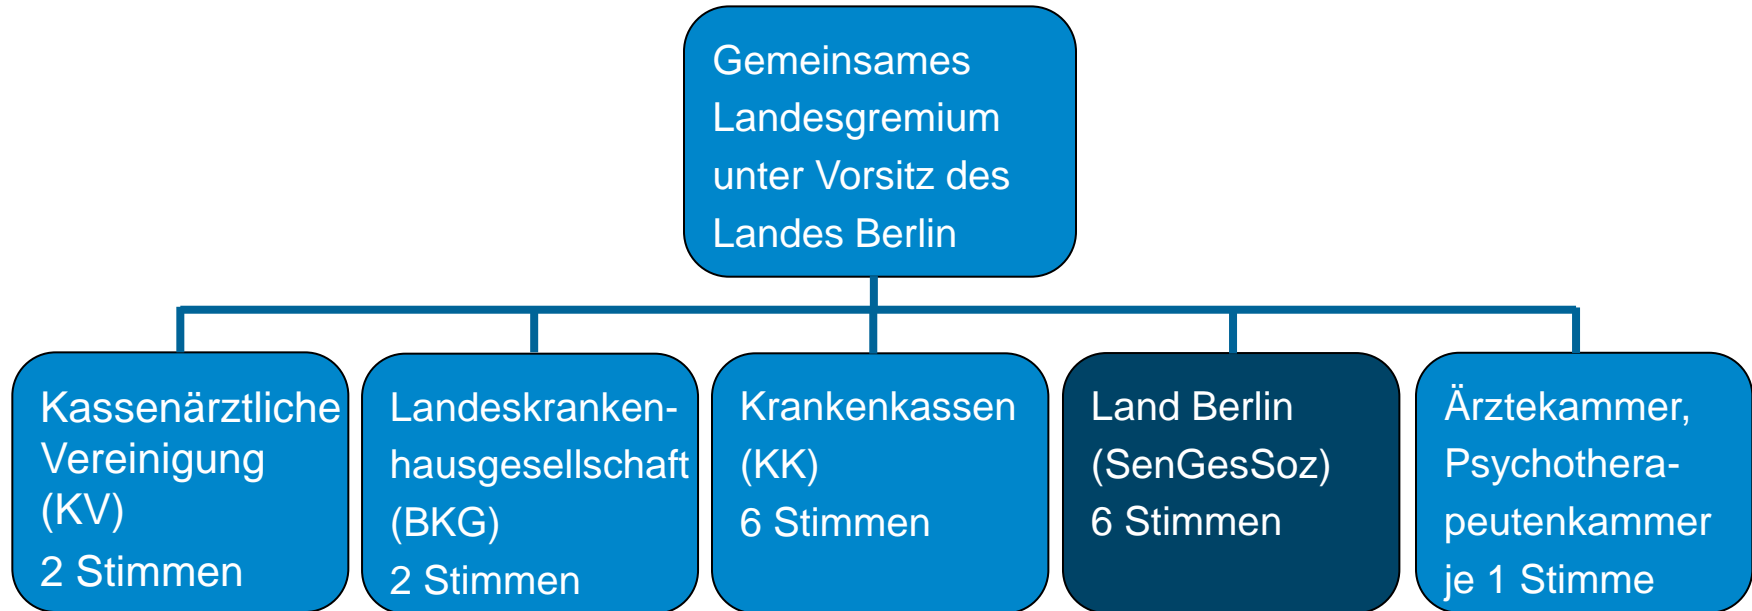 Gemeinsames
Landesgremium
unter Vorsitz des
Landes Berlin
Kassenärztliche
Vereinigung
(KV)
2 Stimmen
Landeskranken-
hausgesellschaft
(BKG)
2 Stimmen
Krankenkassen
(KK)
6 Stimmen
Land Berlin
(SenGesSoz)
6 Stimmen
Ärztekammer,
Psychothera-
peutenkammer
je 1 Stimme